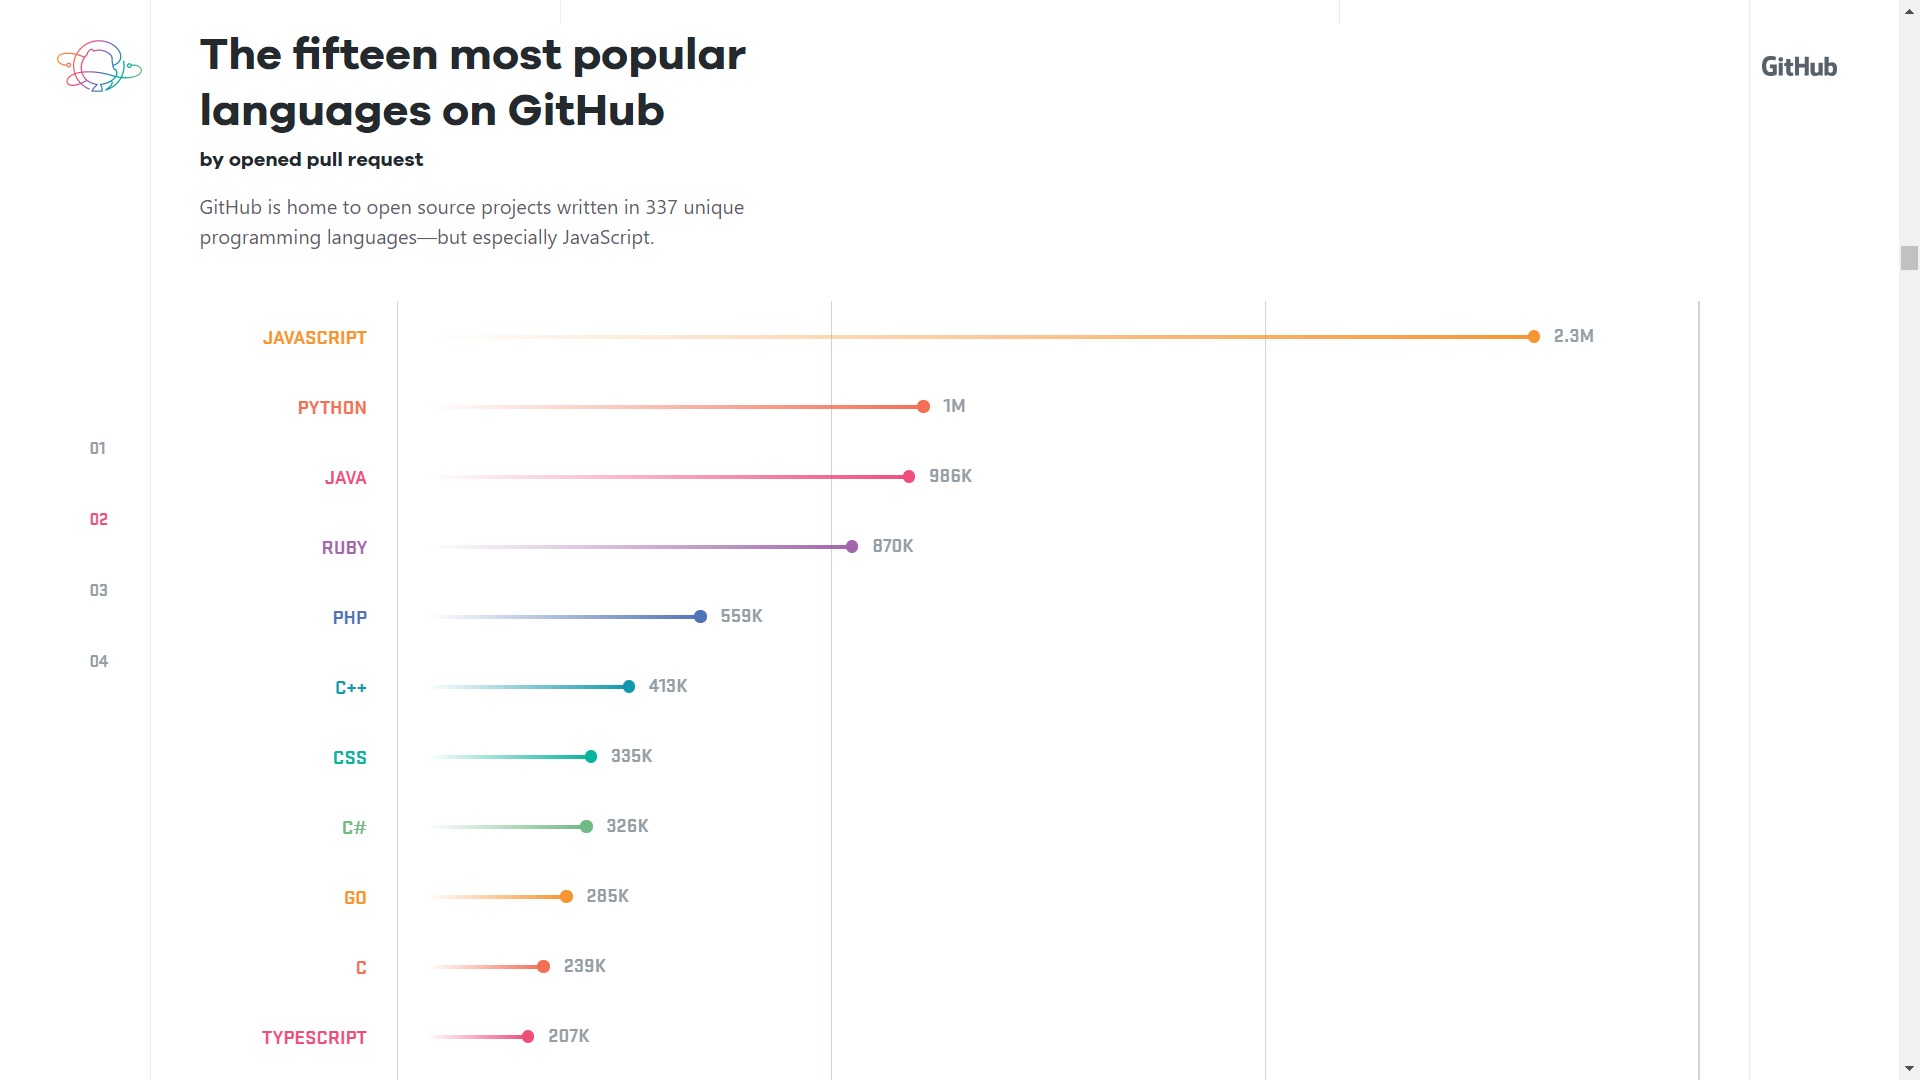 The fifteen most popular
languages on GitHub
by opened pull request
GitHub is home to open source projects written in 337 unique
programming languages—but especially JavaScript.
GitHub
JAVASCRIPT 2.3M
PYTHON 1M
JAVA 986K
RUBY 870K
PHP 559K
C++ 413K
CSS 335K
C# 326K
GO 285K
C 239K
TYPESCRIPT 207K
01
02
03
04